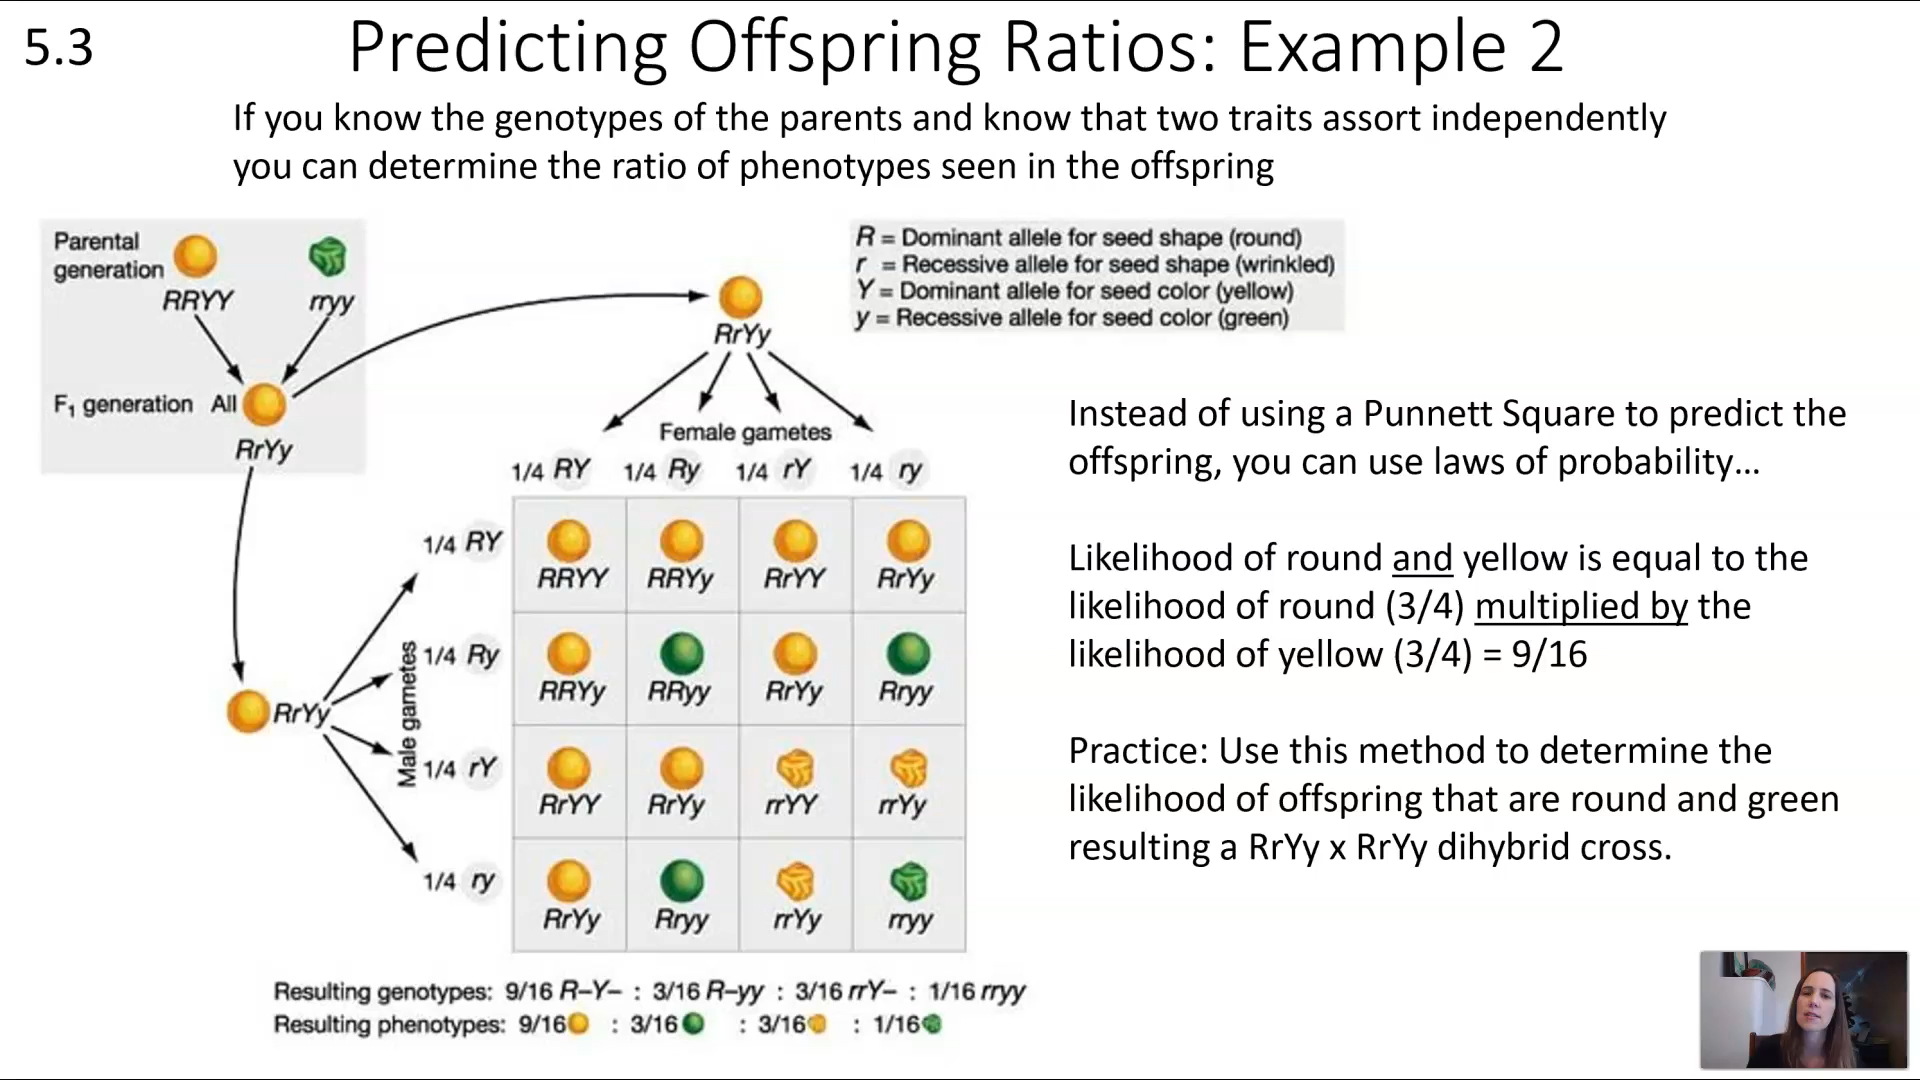 5.3
Predicting Offspring Ratios: Example 2
If you know the genotypes of the parents and know that two traits assort independently
you can determine the ratio of phenotypes seen in the offspring
Parental
generation
RRYY
rryy
F1 generation All
RrYy
RrYy
R = Dominant allele for seed shape (round)
r = Recessive allele for seed shape (wrinkled)
Y = Dominant allele for seed color (yellow)
y = Recessive allele for seed color (green)
Female gametes
1/4 RY 1/4 Ry 1/4 rY 1/4 ry
RrYy
Male gametes
1/4 RY
RRYY RRYy RrYY RrYy
1/4 Ry
RRYy RRyy RrYy Rryy
1/4 rY
RrYY RrYy rrYY rrYy
1/4 ry
RrYy Rryy rrYy rryy
Resulting genotypes: 9/16 R–Y– : 3/16 R–yy : 3/16 rrY– : 1/16 rryy
Resulting phenotypes: 9/16 : 3/16 : 3/16 : 1/16
Instead of using a Punnett Square to predict the
offspring, you can use laws of probability…
Likelihood of round and yellow is equal to the
likelihood of round (3/4) multiplied by the
likelihood of yellow (3/4) = 9/16
Practice: Use this method to determine the
likelihood of offspring that are round and green
resulting a RrYy x RrYy dihybrid cross.